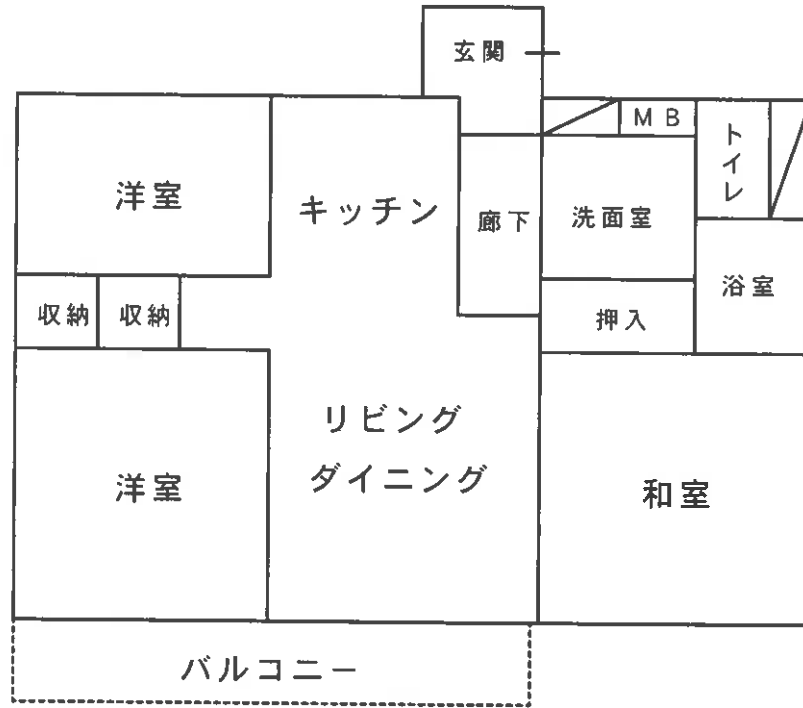 玄関
MB
トイレ
洋室
キッチン
廊下
洗面室
浴室
収納
収納
押入
リビング
ダイニング
洋室
和室
バルコニー